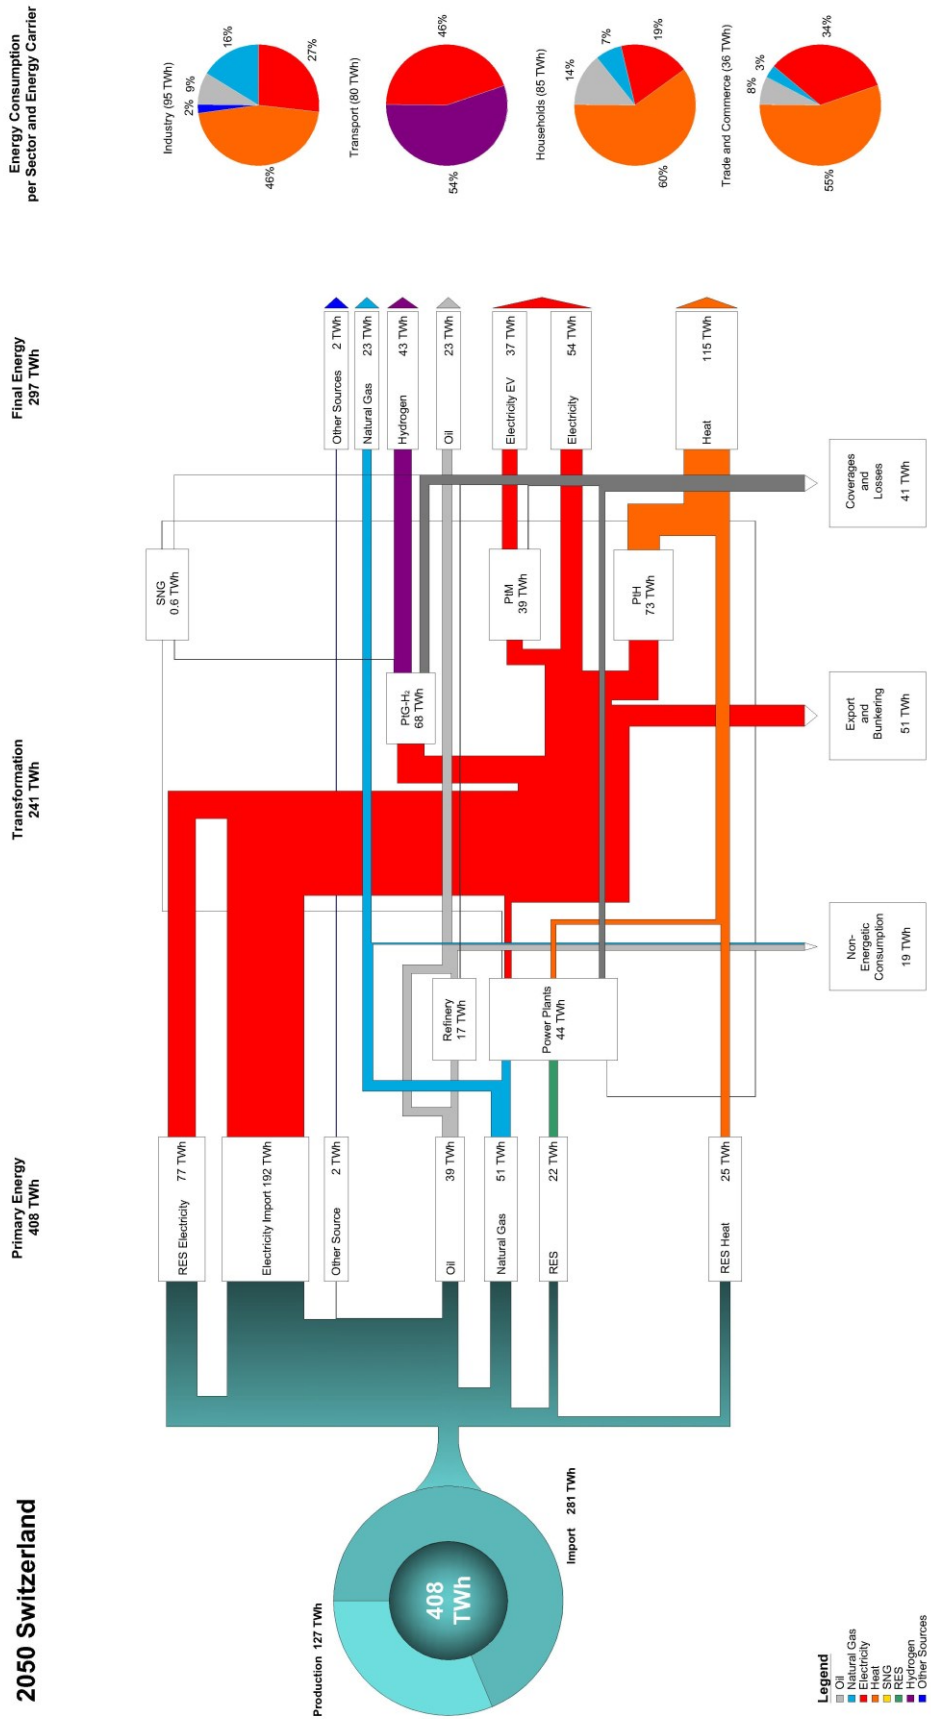 2050 Switzerland
Primary Energy
408 TWh
Transformation
241 TWh
Final Energy
297 TWh
Energy Consumption
per Sector and Energy Carrier
Production 127 TWh
408
TWh
Import 281 TWh
RES Electricity 77 TWh
Electricity Import 192 TWh
Other Source 2 TWh
Oil 39 TWh
Natural Gas 51 TWh
RES 22 TWh
RES Heat 25 TWh
Refinery
17 TWh
Power Plants
44 TWh
PtG-H₂
68 TWh
SNG
0.6 TWh
PtM
39 TWh
PtH
73 TWh
Non-
Energetic
Consumption
19 TWh
Export
and
Bunkering
51 TWh
Coverages
and
Losses
41 TWh
Other Sources 2 TWh
Natural Gas 23 TWh
Hydrogen 43 TWh
Oil 23 TWh
Electricity EV 37 TWh
Electricity 54 TWh
Heat 115 TWh
Industry (95 TWh)
16%
9%
2%
27%
46%
Transport (80 TWh)
46%
54%
Households (85 TWh)
7%
14%
19%
60%
Trade and Commerce (36 TWh)
3%
8%
34%
55%
Legend
Oil
Natural Gas
Electricity
Heat
SNG
RES
Hydrogen
Other Sources